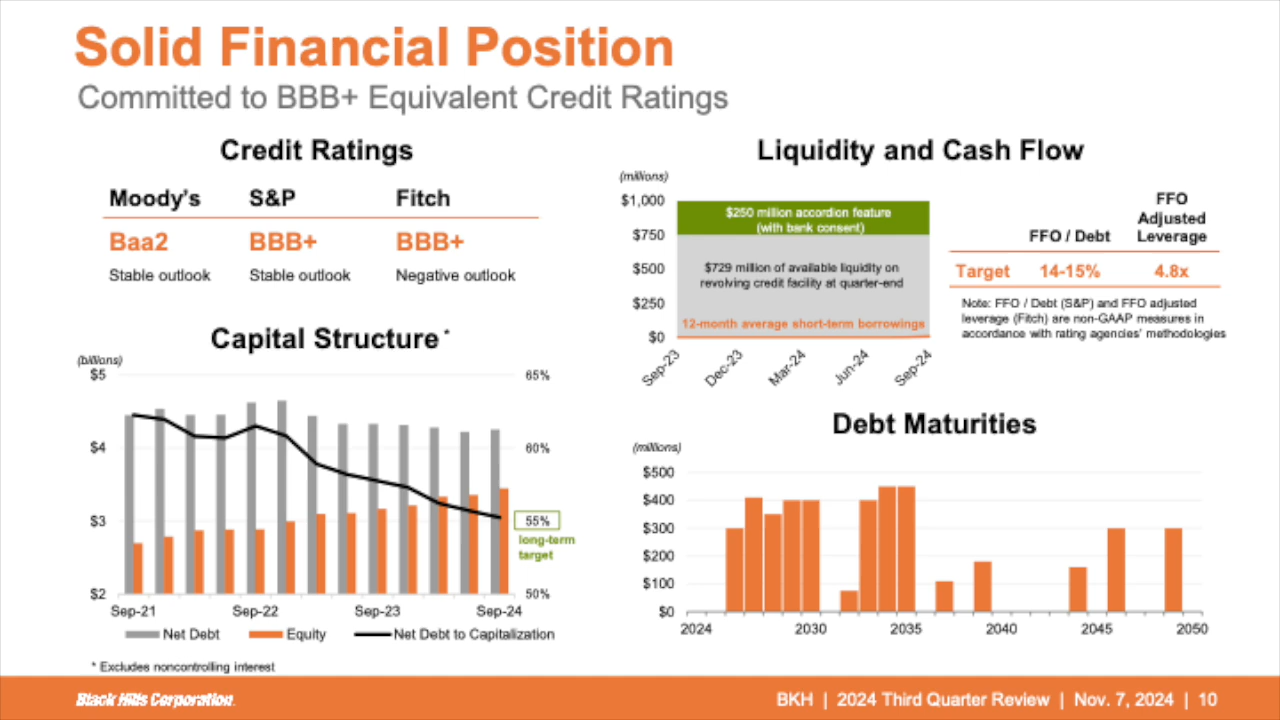 Solid Financial Position
Committed to BBB+ Equivalent Credit Ratings
Credit Ratings
Moody's S&P Fitch
Baa2 BBB+ BBB+
Stable outlook Stable outlook Negative outlook
Capital Structure *
(billions)
$5
$4
$3
$2
65%
60%
55%
long-term
target
50%
Sep-21 Sep-22 Sep-23 Sep-24
Net Debt Equity Net Debt to Capitalization
* Excludes noncontrolling interest
Liquidity and Cash Flow
(millions)
$1,000
$750
$500
$250
$0
$250 million accordion feature
(with bank consent)
$729 million of available liquidity on
revolving credit facility at quarter-end
12-month average short-term borrowings
Sep-23 Dec-23 Mar-24 Jun-24 Sep-24
FFO
Adjusted
FFO / Debt Leverage
Target 14-15% 4.8x
Note: FFO / Debt (S&P) and FFO adjusted
leverage (Fitch) are non-GAAP measures in
accordance with rating agencies' methodologies
Debt Maturities
(millions)
$500
$400
$300
$200
$100
$0
2024 2030 2035 2040 2045 2050
Black Hills Corporation.
BKH | 2024 Third Quarter Review | Nov. 7, 2024 | 10